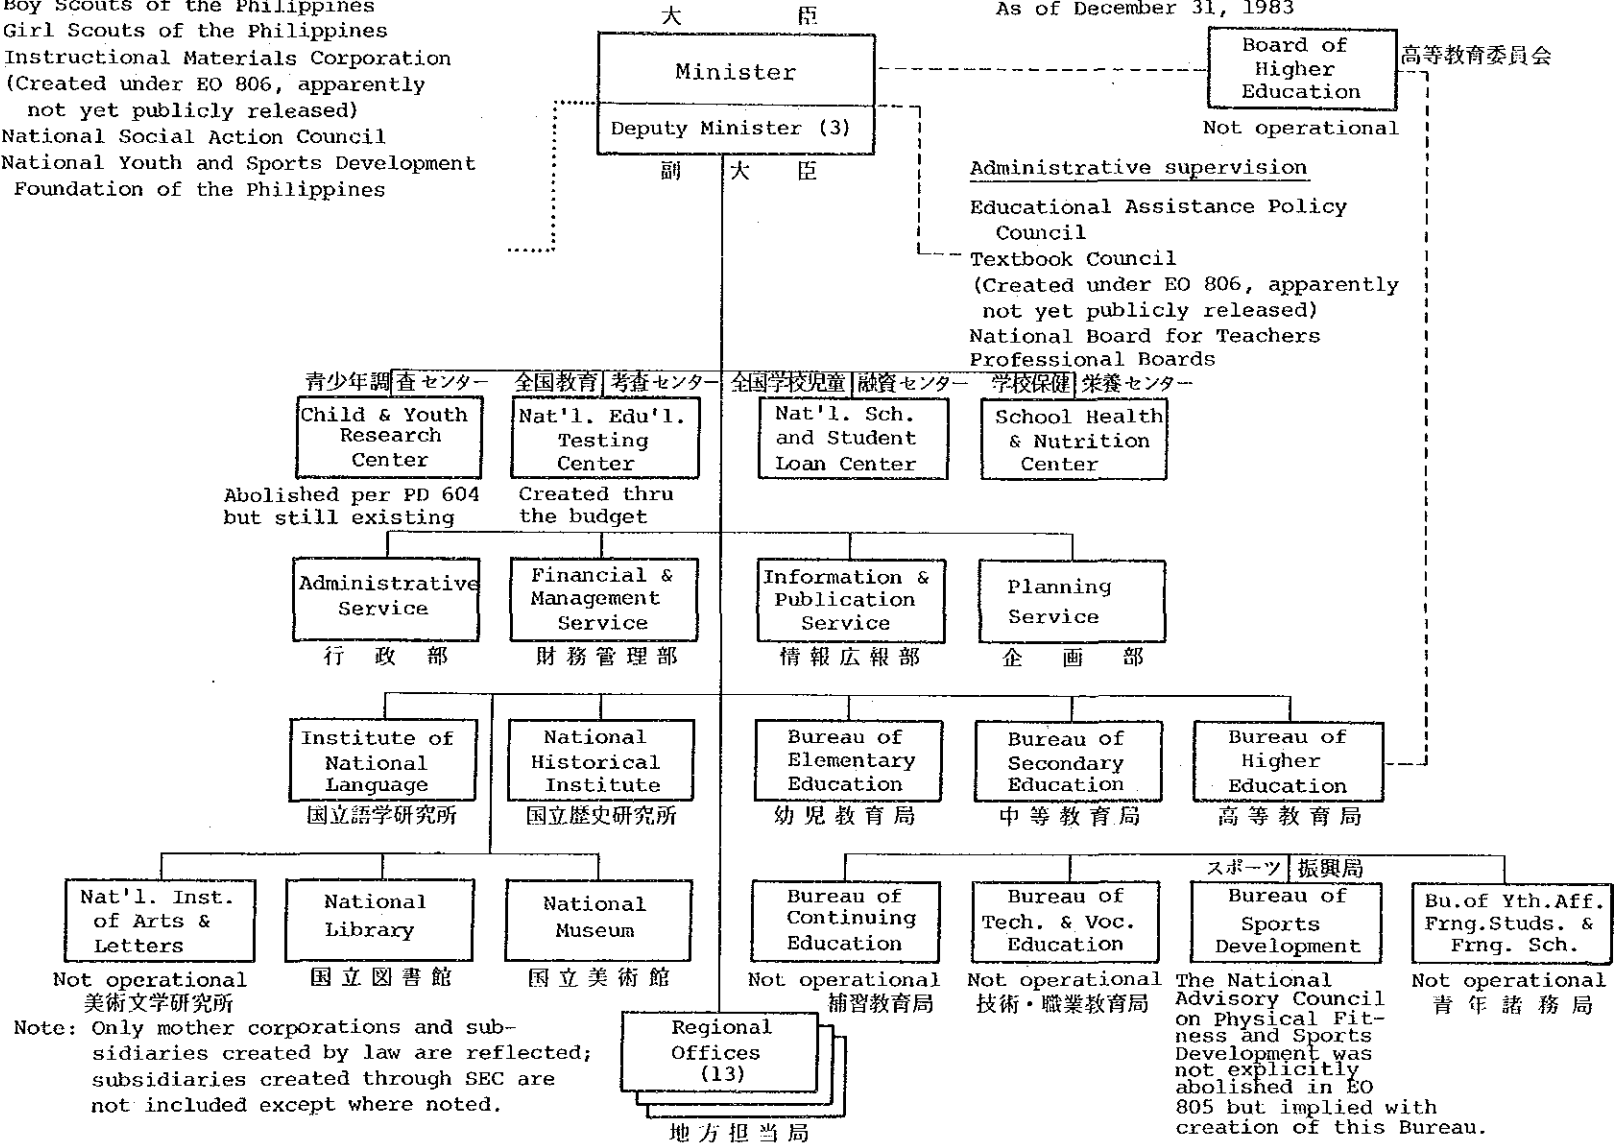 Boy Scouts of the Philippines
Girl Scouts of the Philippines
Instructional Materials Corporation
(Created under EO 806, apparently
not yet publicly released)
National Social Action Council
National Youth and Sports Development
Foundation of the Philippines
大臣
Minister
Deputy Minister (3)
副大臣
As of December 31, 1983
Board of
Higher
Education
高等教育委員会
Not operational
Administrative supervision
Educational Assistance Policy
Council
Textbook Council
(Created under EO 806, apparently
not yet publicly released)
National Board for Teachers
Professional Boards
青少年調査センター
Child & Youth
Research
Center
Abolished per PD 604
but still existing
全国教育考査センター
Nat'l. Edu'l.
Testing
Center
Created thru
the budget
全国学校児童融資センター
Nat'l. Sch.
and Student
Loan Center
学校保健栄養センター
School Health
& Nutrition
Center
Administrative
Service
行政部
Financial &
Management
Service
財務管理部
Information &
Publication
Service
情報広報部
Planning
Service
企画部
Institute of
National
Language
国立語学研究所
National
Historical
Institute
国立歴史研究所
Bureau of
Elementary
Education
幼児教育局
Bureau of
Secondary
Education
中等教育局
Bureau of
Higher
Education
高等教育局
Nat'l. Inst.
of Arts &
Letters
Not operational
美術文学研究所
National
Library
国立図書館
National
Museum
国立美術館
Bureau of
Continuing
Education
Not operational
補習教育局
Bureau of
Tech. & Voc.
Education
Not operational
技術・職業教育局
スポーツ振興局
Bureau of
Sports
Development
The National
Advisory Council
on Physical Fit-
ness and Sports
Development was
not explicitly
abolished in EO
805 but implied with
creation of this Bureau.
Bu.of Yth.Aff.
Frng.Studs. &
Frng. Sch.
Not operational
青年諸務局
Note: Only mother corporations and sub-
sidiaries created by law are reflected;
subsidiaries created through SEC are
not included except where noted.
Regional
Offices
(13)
地方担当局